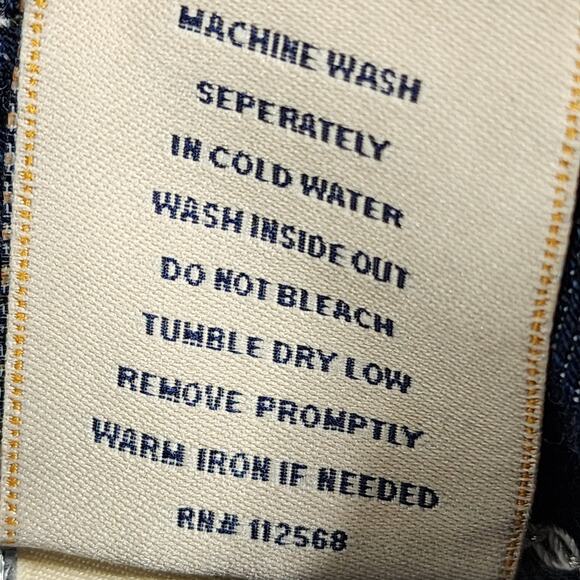 MACHINE WASH
SEPERATELY
IN COLD WATER
WASH INSIDE OUT
DO NOT BLEACH
TUMBLE DRY LOW
REMOVE PROMPTLY
WARM IRON IF NEEDED
RN# 112568